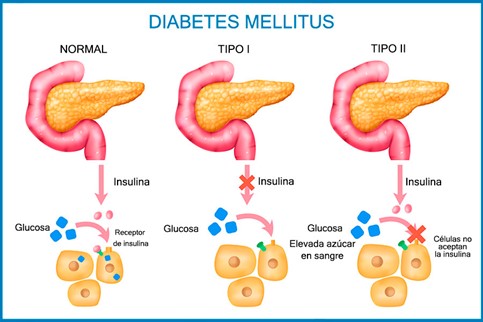 DIABETES MELLITUS
NORMAL
Insulina
Glucosa
Receptor
de insulina
TIPO I
Insulina
Glucosa
TIPO II
Insulina
Glucosa
Elevada azúcar
en sangre
Células no
aceptan
la insulina